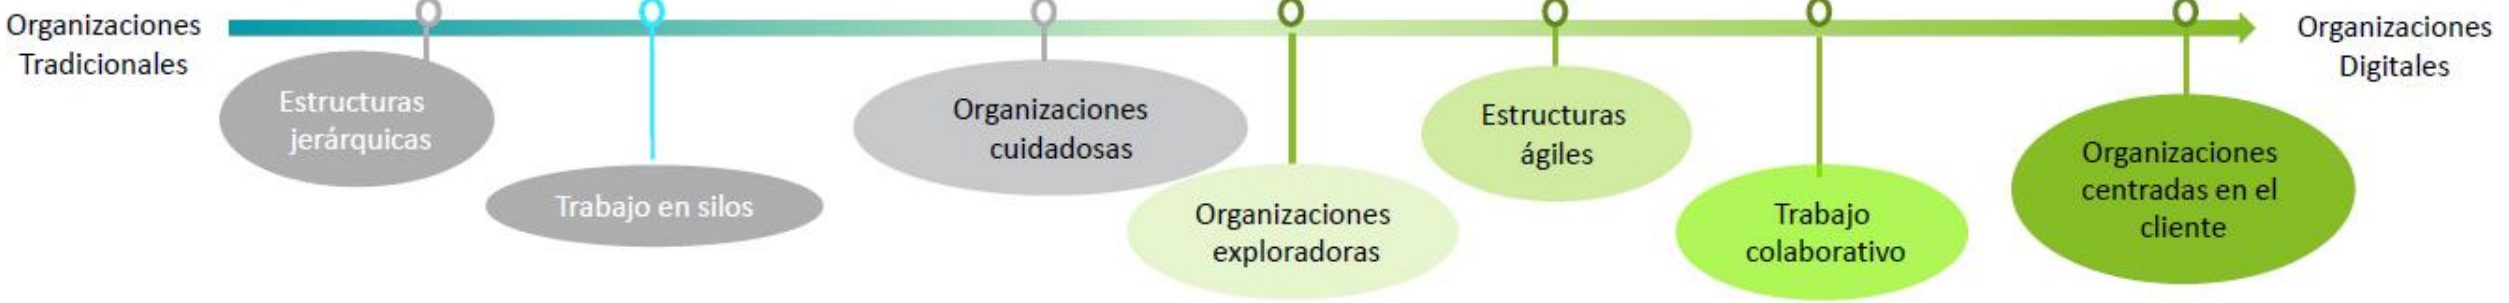 Organizaciones
Tradicionales
Estructuras
jerárquicas
Trabajo en silos
Organizaciones
cuidadosas
Organizaciones
exploradoras
Estructuras
ágiles
Trabajo
colaborativo
Organizaciones
centradas en el
cliente
Organizaciones
Digitales